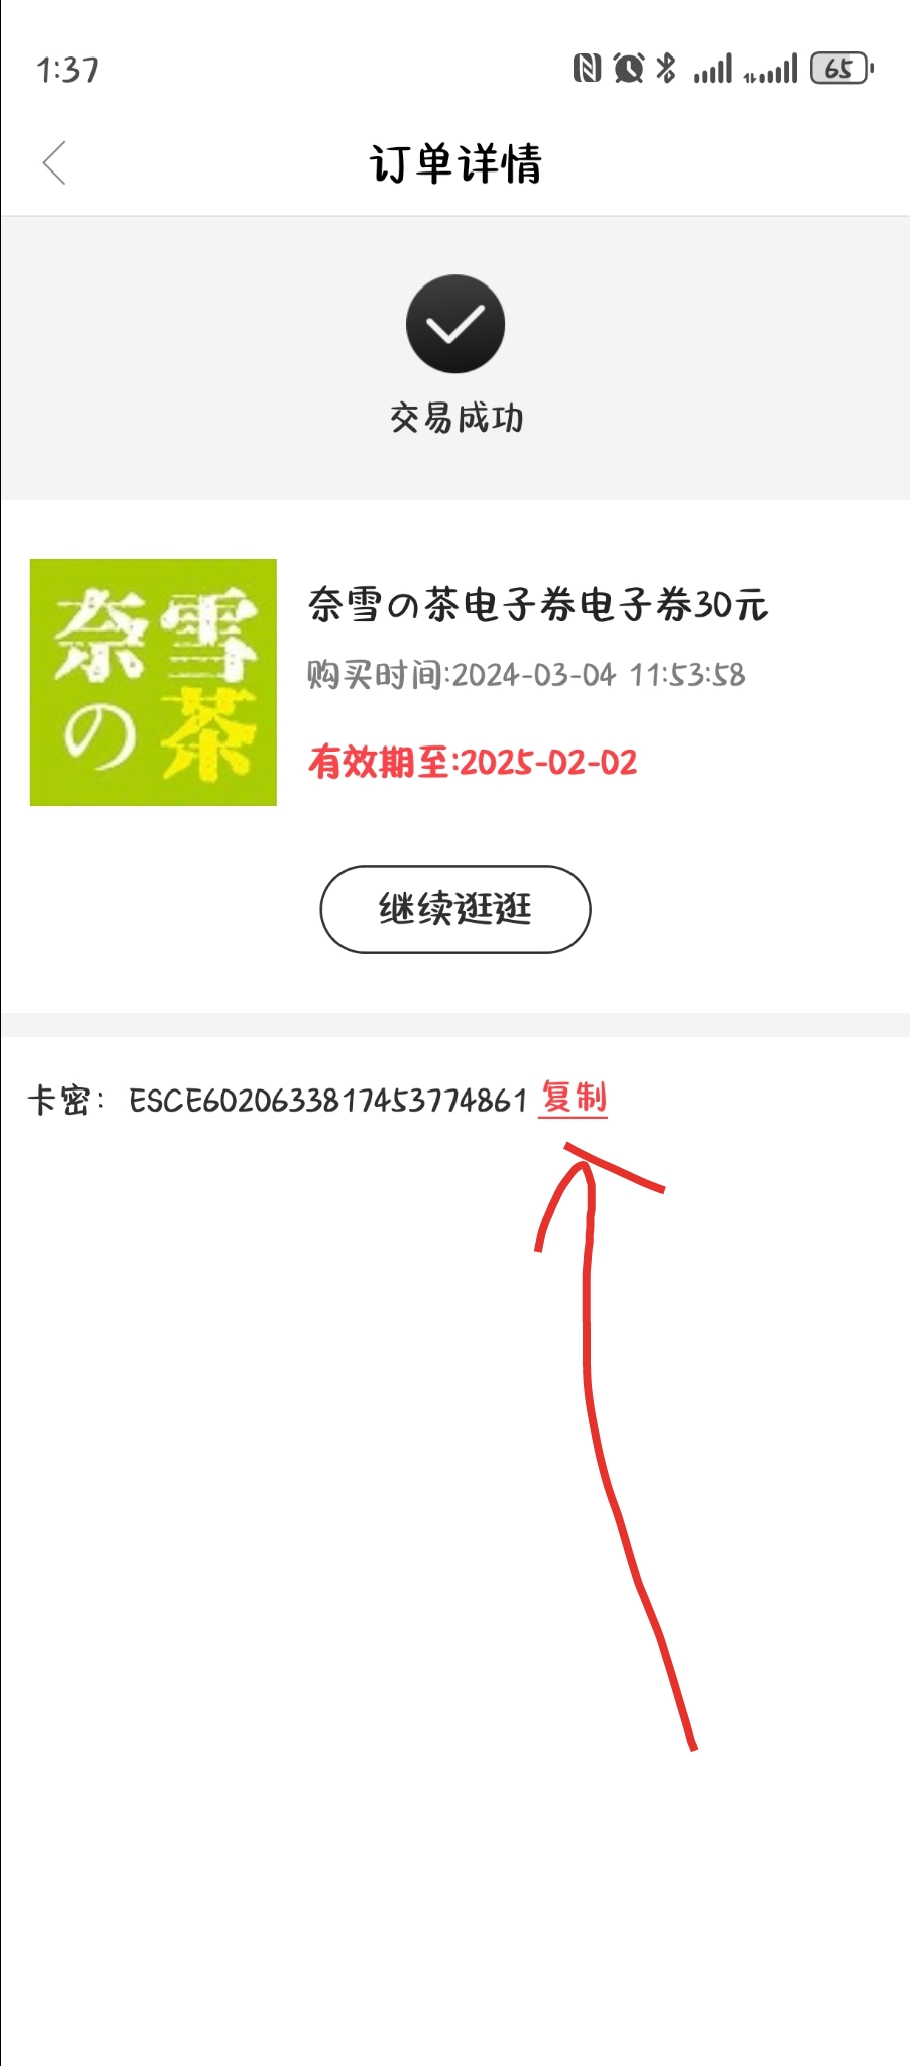 1:37
65
订单详情
交易成功
奈雪
の茶
奈雪の茶电子券电子券30元
购买时间:2024-03-04 11:53:58
有效期至:2025-02-02
继续逛逛
卡密： ESCE6020633817453774861 复制